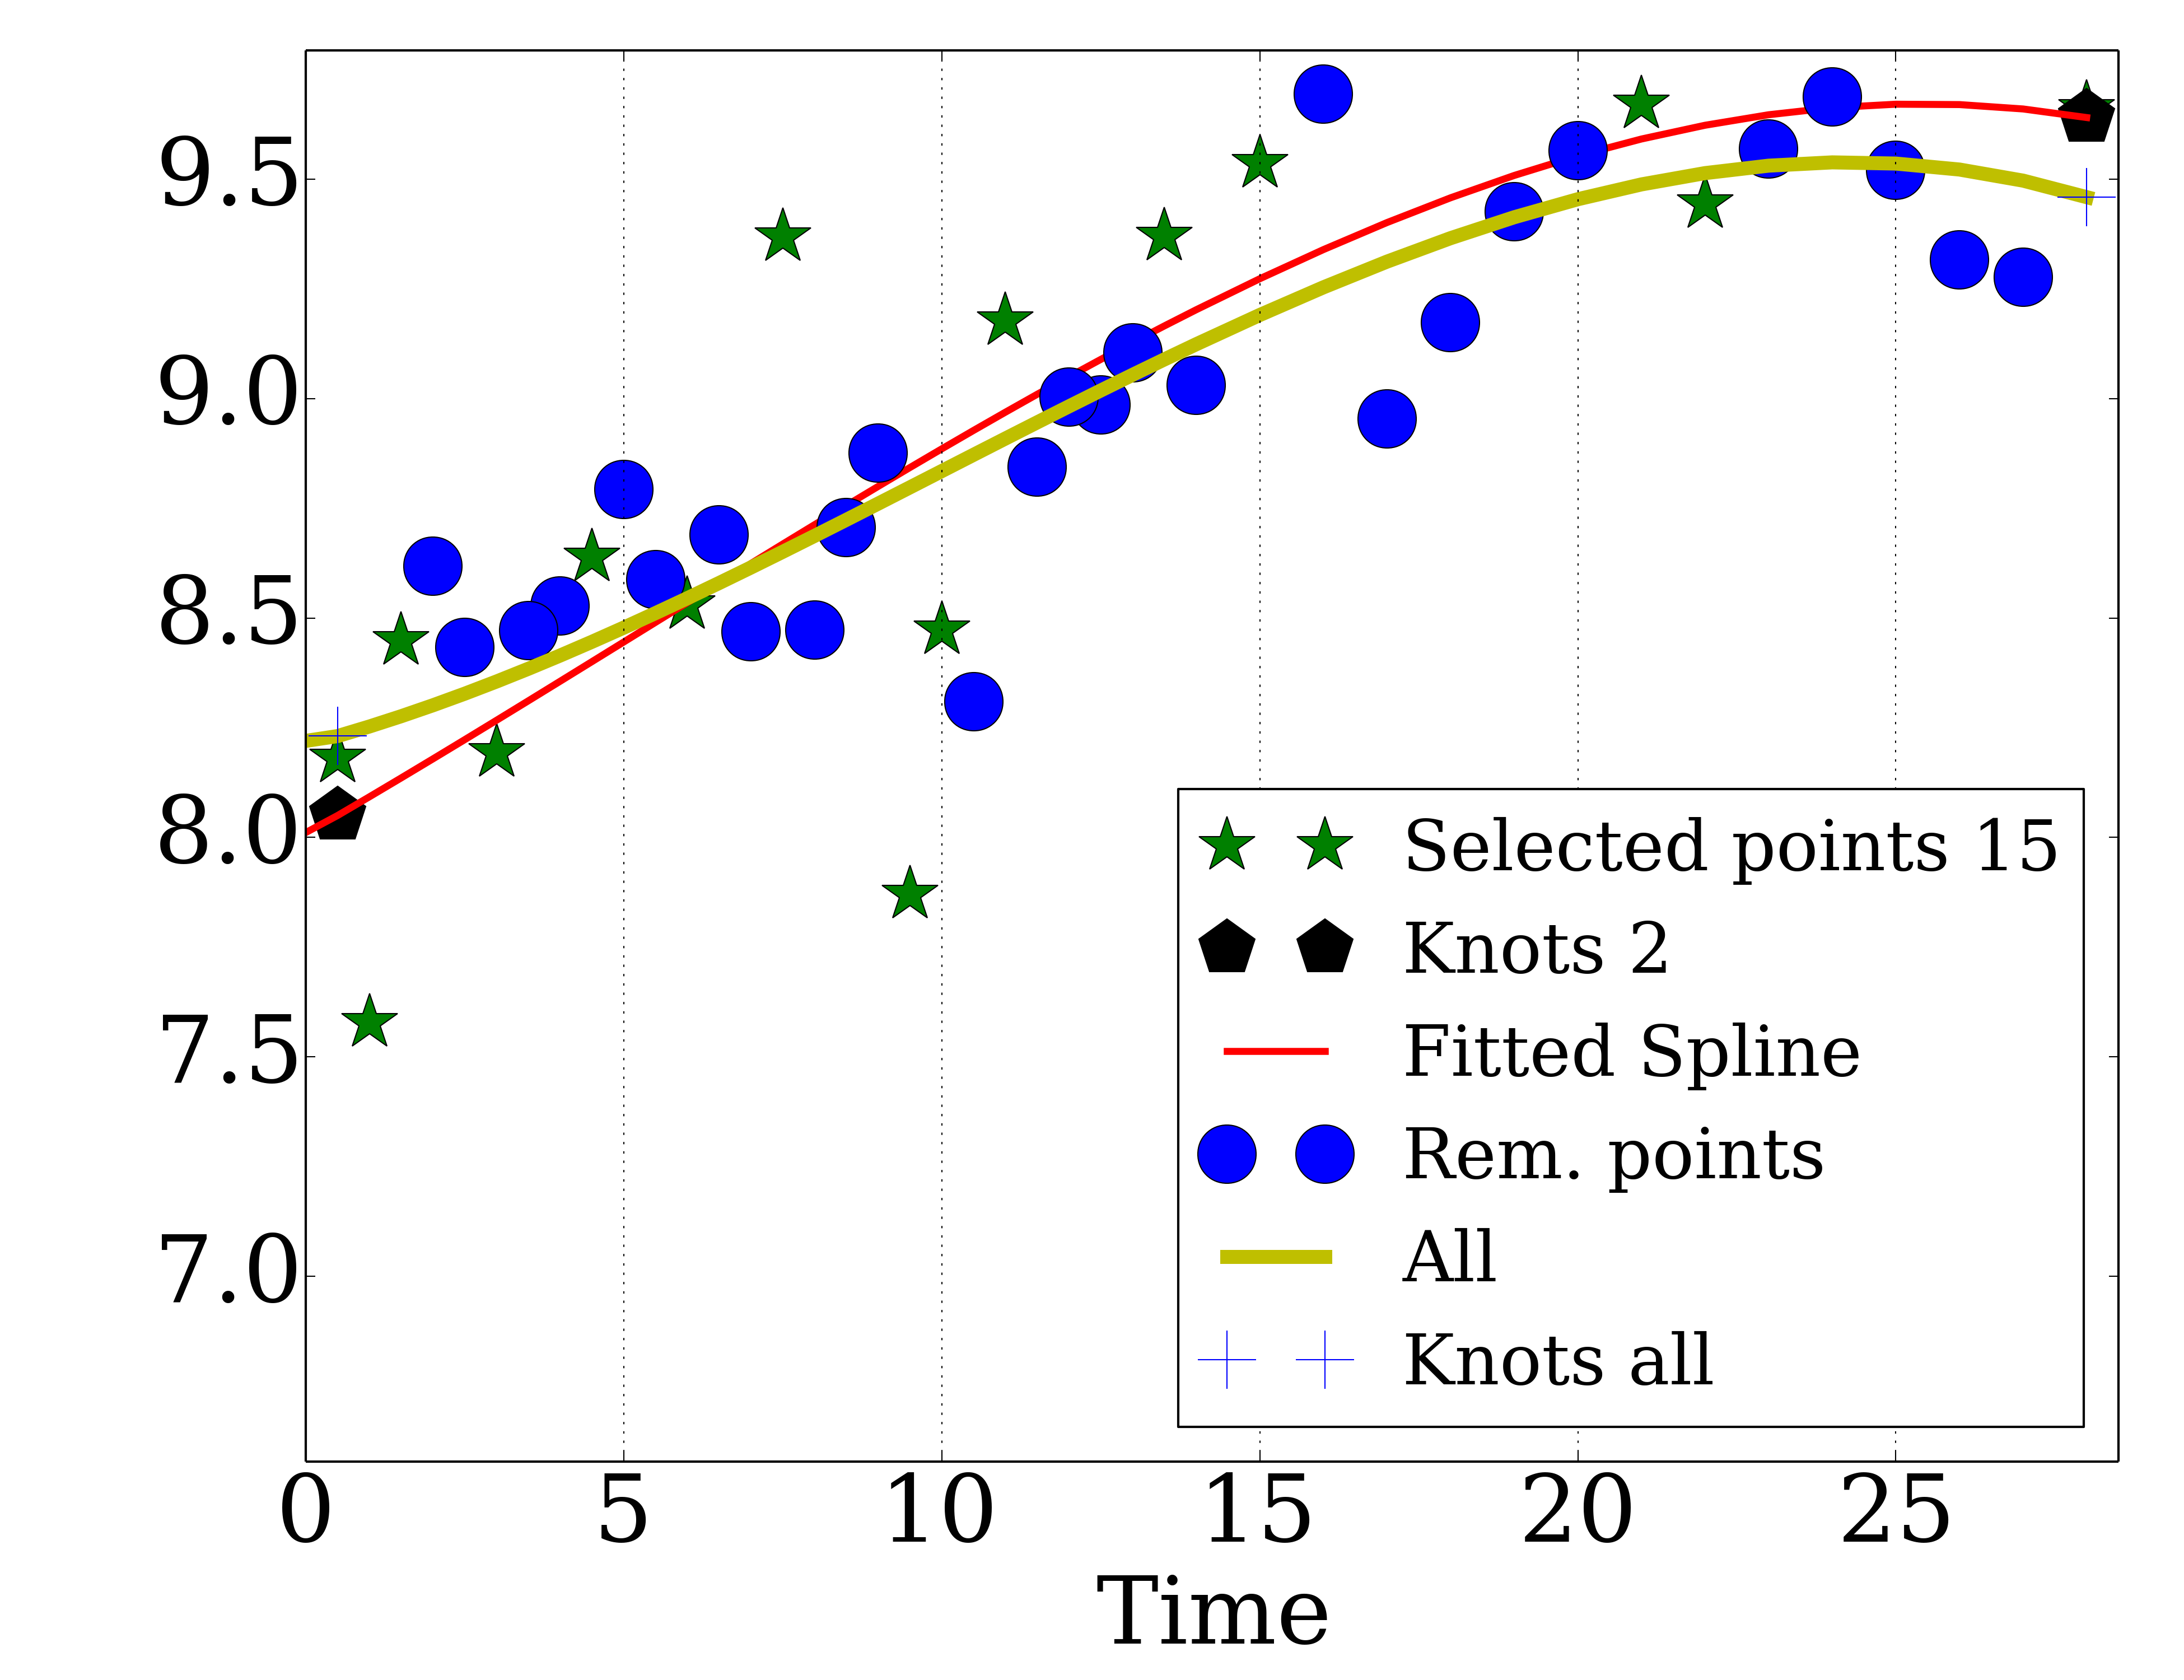 9.5
9.0
8.5
8.0
7.5
7.0
Selected points 15
Knots 2
Fitted Spline
Rem. points
All
Knots all
0 5 10 15 20 25
Time